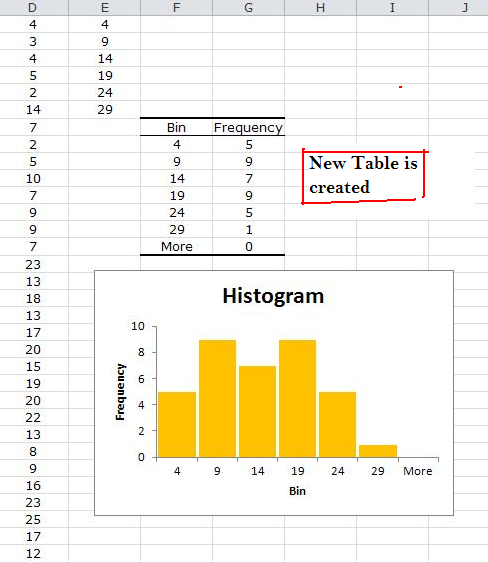 D E F G H I J
4 4
3 9
4 14
5 19
2 24
14 29
7 Bin Frequency
2 4 5
5 9 9
10 14 7
7 19 9
9 24 5
9 29 1
7 More 0
New Table is
created
23
13
18
13
17
20
15
19
20
22
13
8
9
16
23
25
17
12
Histogram
Frequency
10
8
6
4
2
0
4 9 14 19 24 29 More
Bin